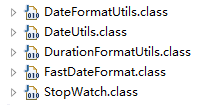 DateFormatUtils.class
DateUtils.class
DurationFormatUtils.class
FastDateFormat.class
StopWatch.class